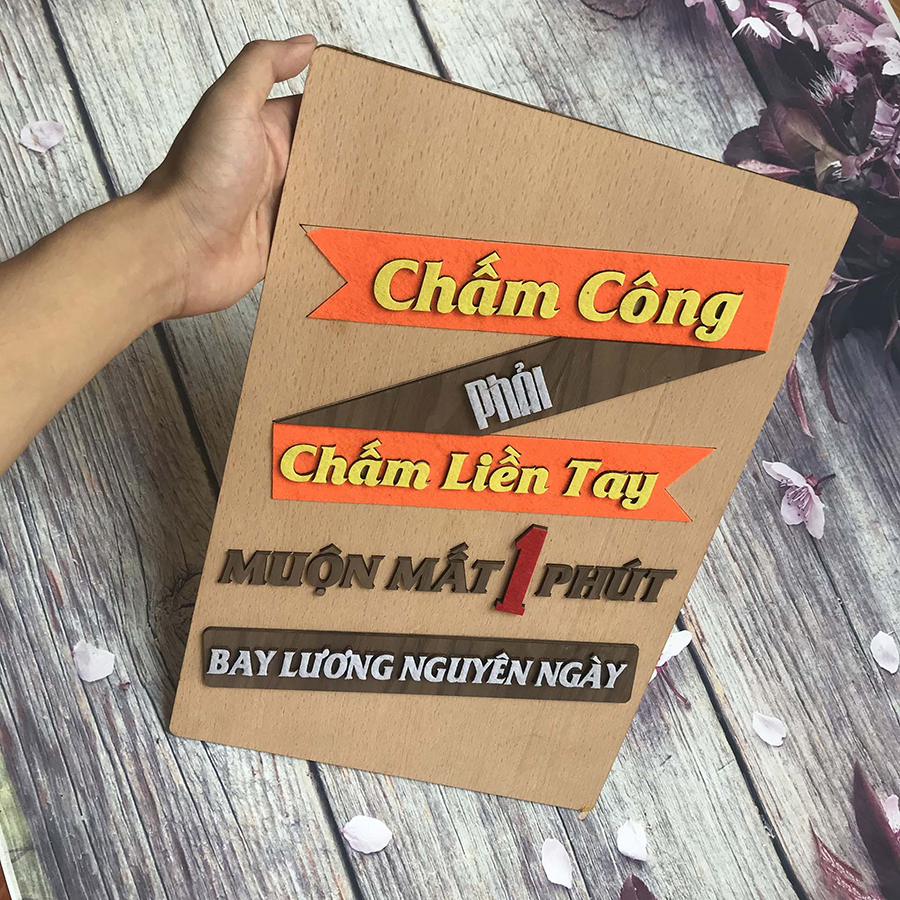 Chấm Công
Phải
Chấm Liền Tay
MUỘN MẤT 1 PHÚT
BAY LƯƠNG NGUYÊN NGÀY